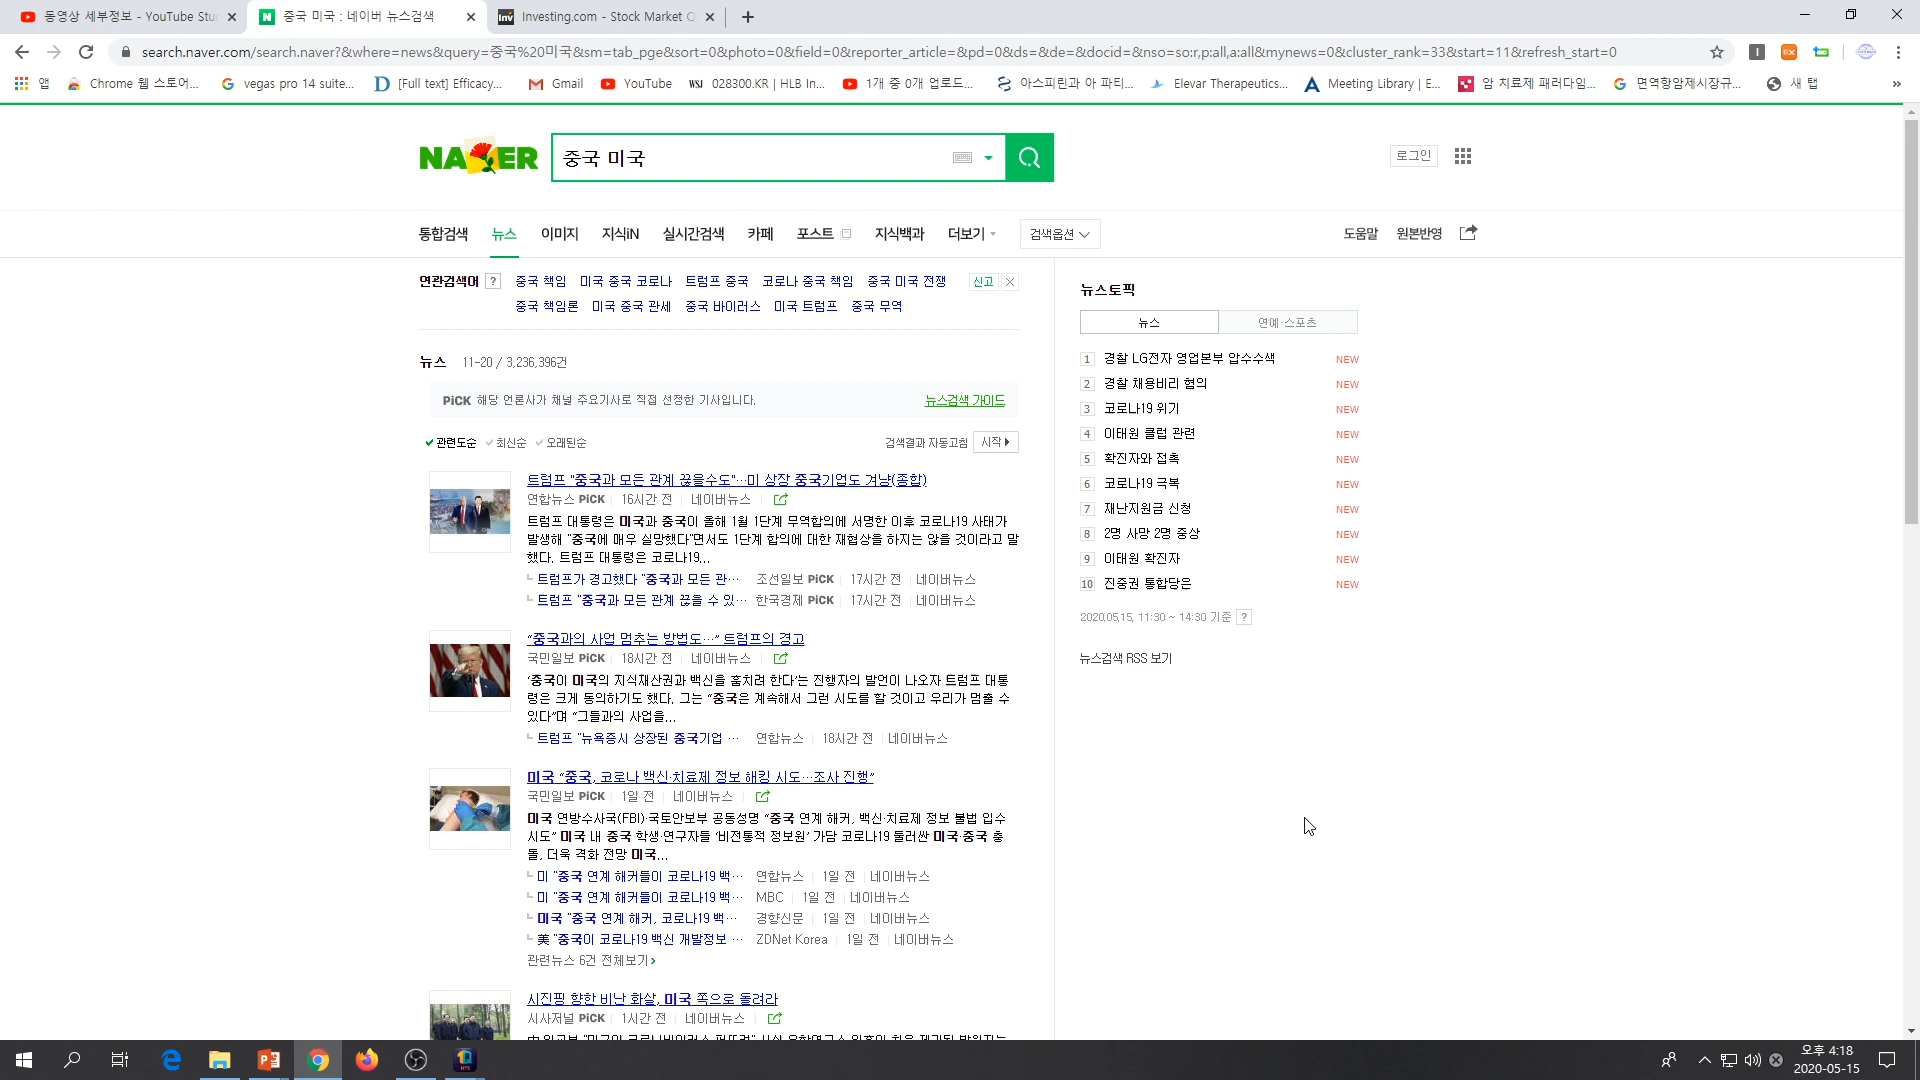 동영상 세부정보 - YouTube Stu
중국 미국 : 네이버 뉴스검색
Investing.com - Stock Market Q
search.naver.com/search.naver?&where=news&query=중국%20미국&sm=tab_pge&sort=0&photo=0&field=0&reporter_article=&pd=0&ds=&de=&docid=&nso=so:r,p:all,a:all&mynews=0&cluster_rank=33&start=11&refresh_start=0
앱 Chrome 웹 스토어... vegas pro 14 suite... [Full text] Efficacy... Gmail YouTube 028300.KR | HLB In... 1개 중 0개 업로드... 아스피린과 아 파티... Elevar Therapeutics... Meeting Library | E... 암 치료제 패러다임... 면역항암제시장규... 새 탭 »
NAVER
중국 미국
로그인
통합검색 뉴스 이미지 지식iN 실시간검색 카페 포스트 지식백과 더보기 검색옵션
도움말 원본반영
연관검색어 ? 중국 책임 미국 중국 코로나 트럼프 중국 코로나 중국 책임 중국 미국 전쟁 신고
중국 책임론 미국 중국 관세 중국 바이러스 미국 트럼프 중국 무역
뉴스 11-20 / 3,236,396건
PiCK 해당 언론사가 채널 주요기사로 직접 선정한 기사입니다.
뉴스검색 가이드
관련도순 최신순 오래된순
검색결과 자동고침 시작
트럼프 "중국과 모든 관계 끊을수도"…미 상장 중국기업도 겨냥(종합)
연합뉴스 PiCK 16시간 전 네이버뉴스
트럼프 대통령은 미국과 중국이 올해 1월 1단계 무역합의에 서명한 이후 코로나19 사태가
발생해 "중국에 매우 실망했다"면서도 1단계 합의에 대한 재협상을 하지는 않을 것이라고 말
했다. 트럼프 대통령은 코로나19...
트럼프가 경고했다 "중국과 모든 관… 조선일보 PiCK 17시간 전 네이버뉴스
트럼프 "중국과 모든 관계 끊을 수 있… 한국경제 PiCK 17시간 전 네이버뉴스
“중국과의 사업 멈추는 방법도…” 트럼프의 경고
국민일보 PiCK 18시간 전 네이버뉴스
‘중국이 미국의 지식재산권과 백신을 훔치려 한다’는 진행자의 발언이 나오자 트럼프 대통
령은 크게 동의하기도 했다. 그는 “중국은 계속해서 그런 시도를 할 것이고 우리가 멈출 수
있다”며 “그들과의 사업을...
트럼프 "뉴욕증시 상장된 중국기업 … 연합뉴스 18시간 전 네이버뉴스
미국 “중국, 코로나 백신·치료제 정보 해킹 시도…조사 진행”
국민일보 PiCK 1일 전 네이버뉴스
미국 연방수사국(FBI)·국토안보부 공동성명 “중국 연계 해커, 백신·치료제 정보 불법 입수
시도” 미국 내 중국 학생·연구자들 ‘비전통적 정보원’ 가담 코로나19 둘러싼 미국·중국 충
돌, 더욱 격화 전망 미국...
미 "중국 연계 해커들이 코로나19 백… 연합뉴스 1일 전 네이버뉴스
미 "중국 연계 해커들이 코로나19 백… MBC 1일 전 네이버뉴스
미국 "중국 연계 해커, 코로나19 백… 경향신문 1일 전 네이버뉴스
美 "중국이 코로나19 백신 개발정보 … ZDNet Korea 1일 전 네이버뉴스
관련뉴스 6건 전체보기
시진핑 향한 비난 화살, 미국 쪽으로 돌려라
시사저널 PiCK 1시간 전 네이버뉴스
뉴스토픽
뉴스 연예·스포츠
1 경찰 LG전자 영업본부 압수수색 NEW
2 경찰 채용비리 혐의 NEW
3 코로나19 위기 NEW
4 이태원 클럽 관련 NEW
5 확진자와 접촉 NEW
6 코로나19 극복 NEW
7 재난지원금 신청 NEW
8 2명 사망 2명 중상 NEW
9 이태원 확진자 NEW
10 진중권 통합당은 NEW
2020.05.15. 11:30 ~ 14:30 기준 ?
뉴스검색 RSS 보기
오후 4:18
2020-05-15